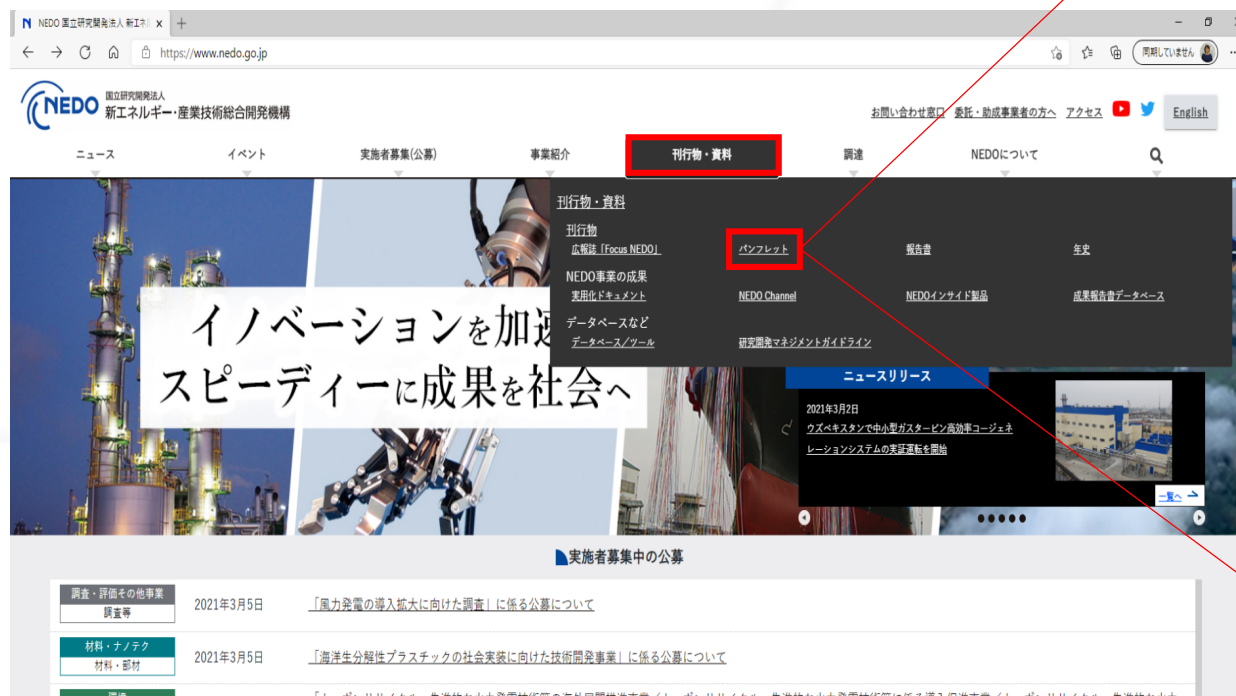 NEDO 国立研究開発法人 新エネ
https://www.nedo.go.jp
同期していません
NEDO 国立研究開発法人
新エネルギー・産業技術総合開発機構
お問い合わせ窓口 委託・助成事業者の方へ アクセス English
ニュース イベント 実施者募集(公募) 事業紹介 刊行物・資料 調達 NEDOについて
刊行物・資料
刊行物
広報誌「Focus NEDO」 パンフレット 報告書 年史
NEDO事業の成果
実用化ドキュメント NEDO Channel NEDOインサイド製品 成果報告書データベース
データベースなど
データベース/ツール 研究開発マネジメントガイドライン
イノベーションを加速
スピーディーに成果を社会へ
ニュースリリース
2021年3月2日
ウズベキスタンで中小型ガスタービン高効率コージェネ
レーションシステムの実証運転を開始
一覧へ
実施者募集中の公募
調査・評価その他事業
調査等
2021年3月5日 「風力発電の導入拡大に向けた調査」に係る公募について
材料・ナノテク
材料・部材
2021年3月5日 「海洋生分解性プラスチックの社会実装に向けた技術開発事業」に係る公募について